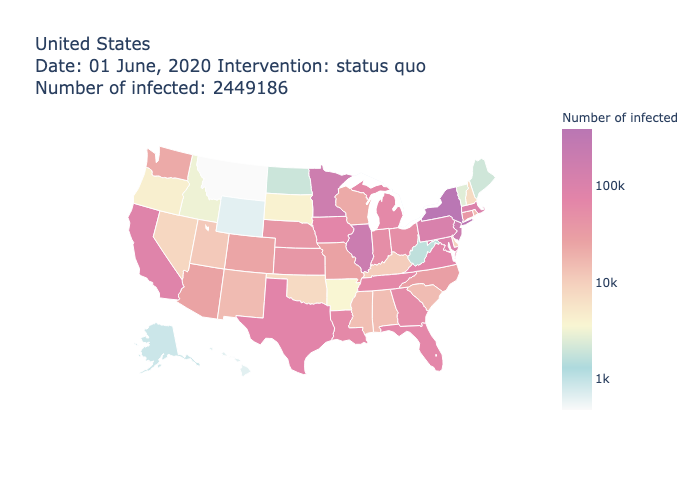 United States
Date: 01 June, 2020 Intervention: status quo
Number of infected: 2449186
Number of infected
100k
10k
1k